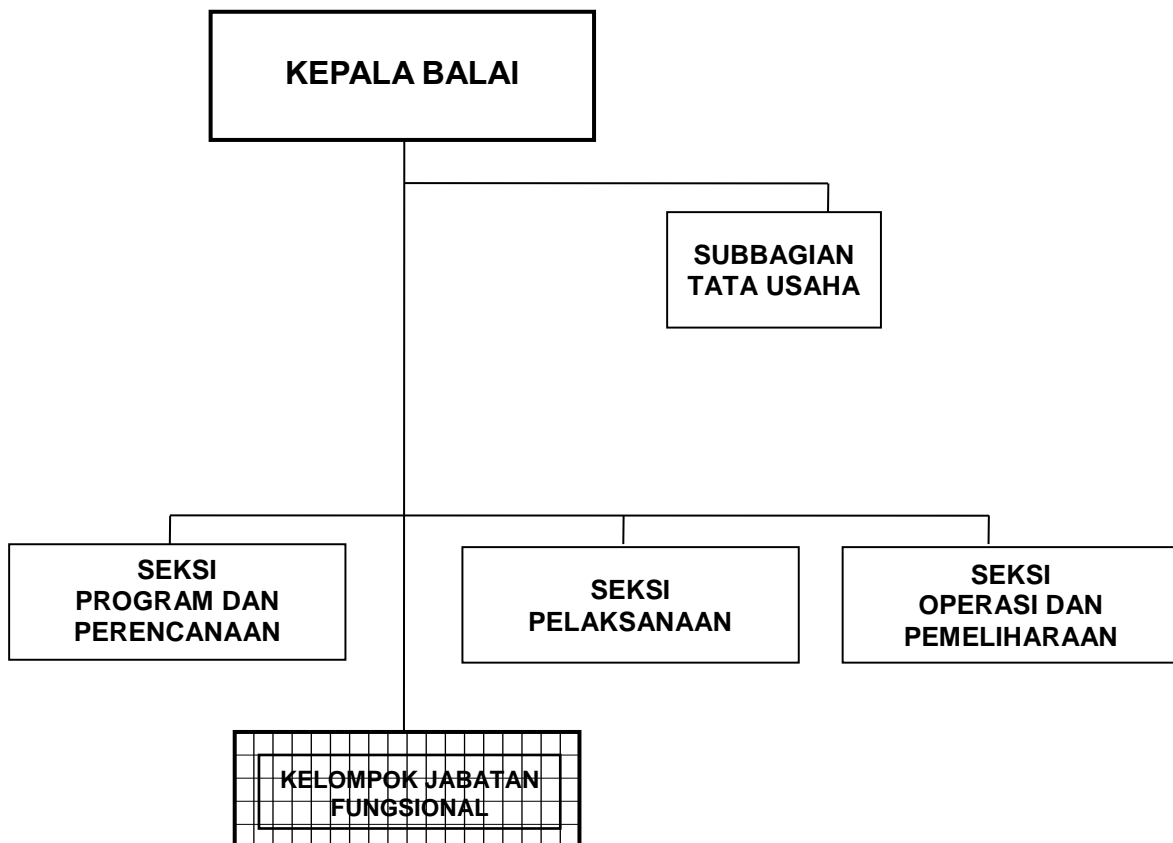 KEPALA BALAI
SUBBAGIAN
TATA USAHA
SEKSI
PROGRAM DAN
PERENCANAAN
SEKSI
PELAKSANAAN
SEKSI
OPERASI DAN
PEMELIHARAAN
KELOMPOK JABATAN
FUNGSIONAL